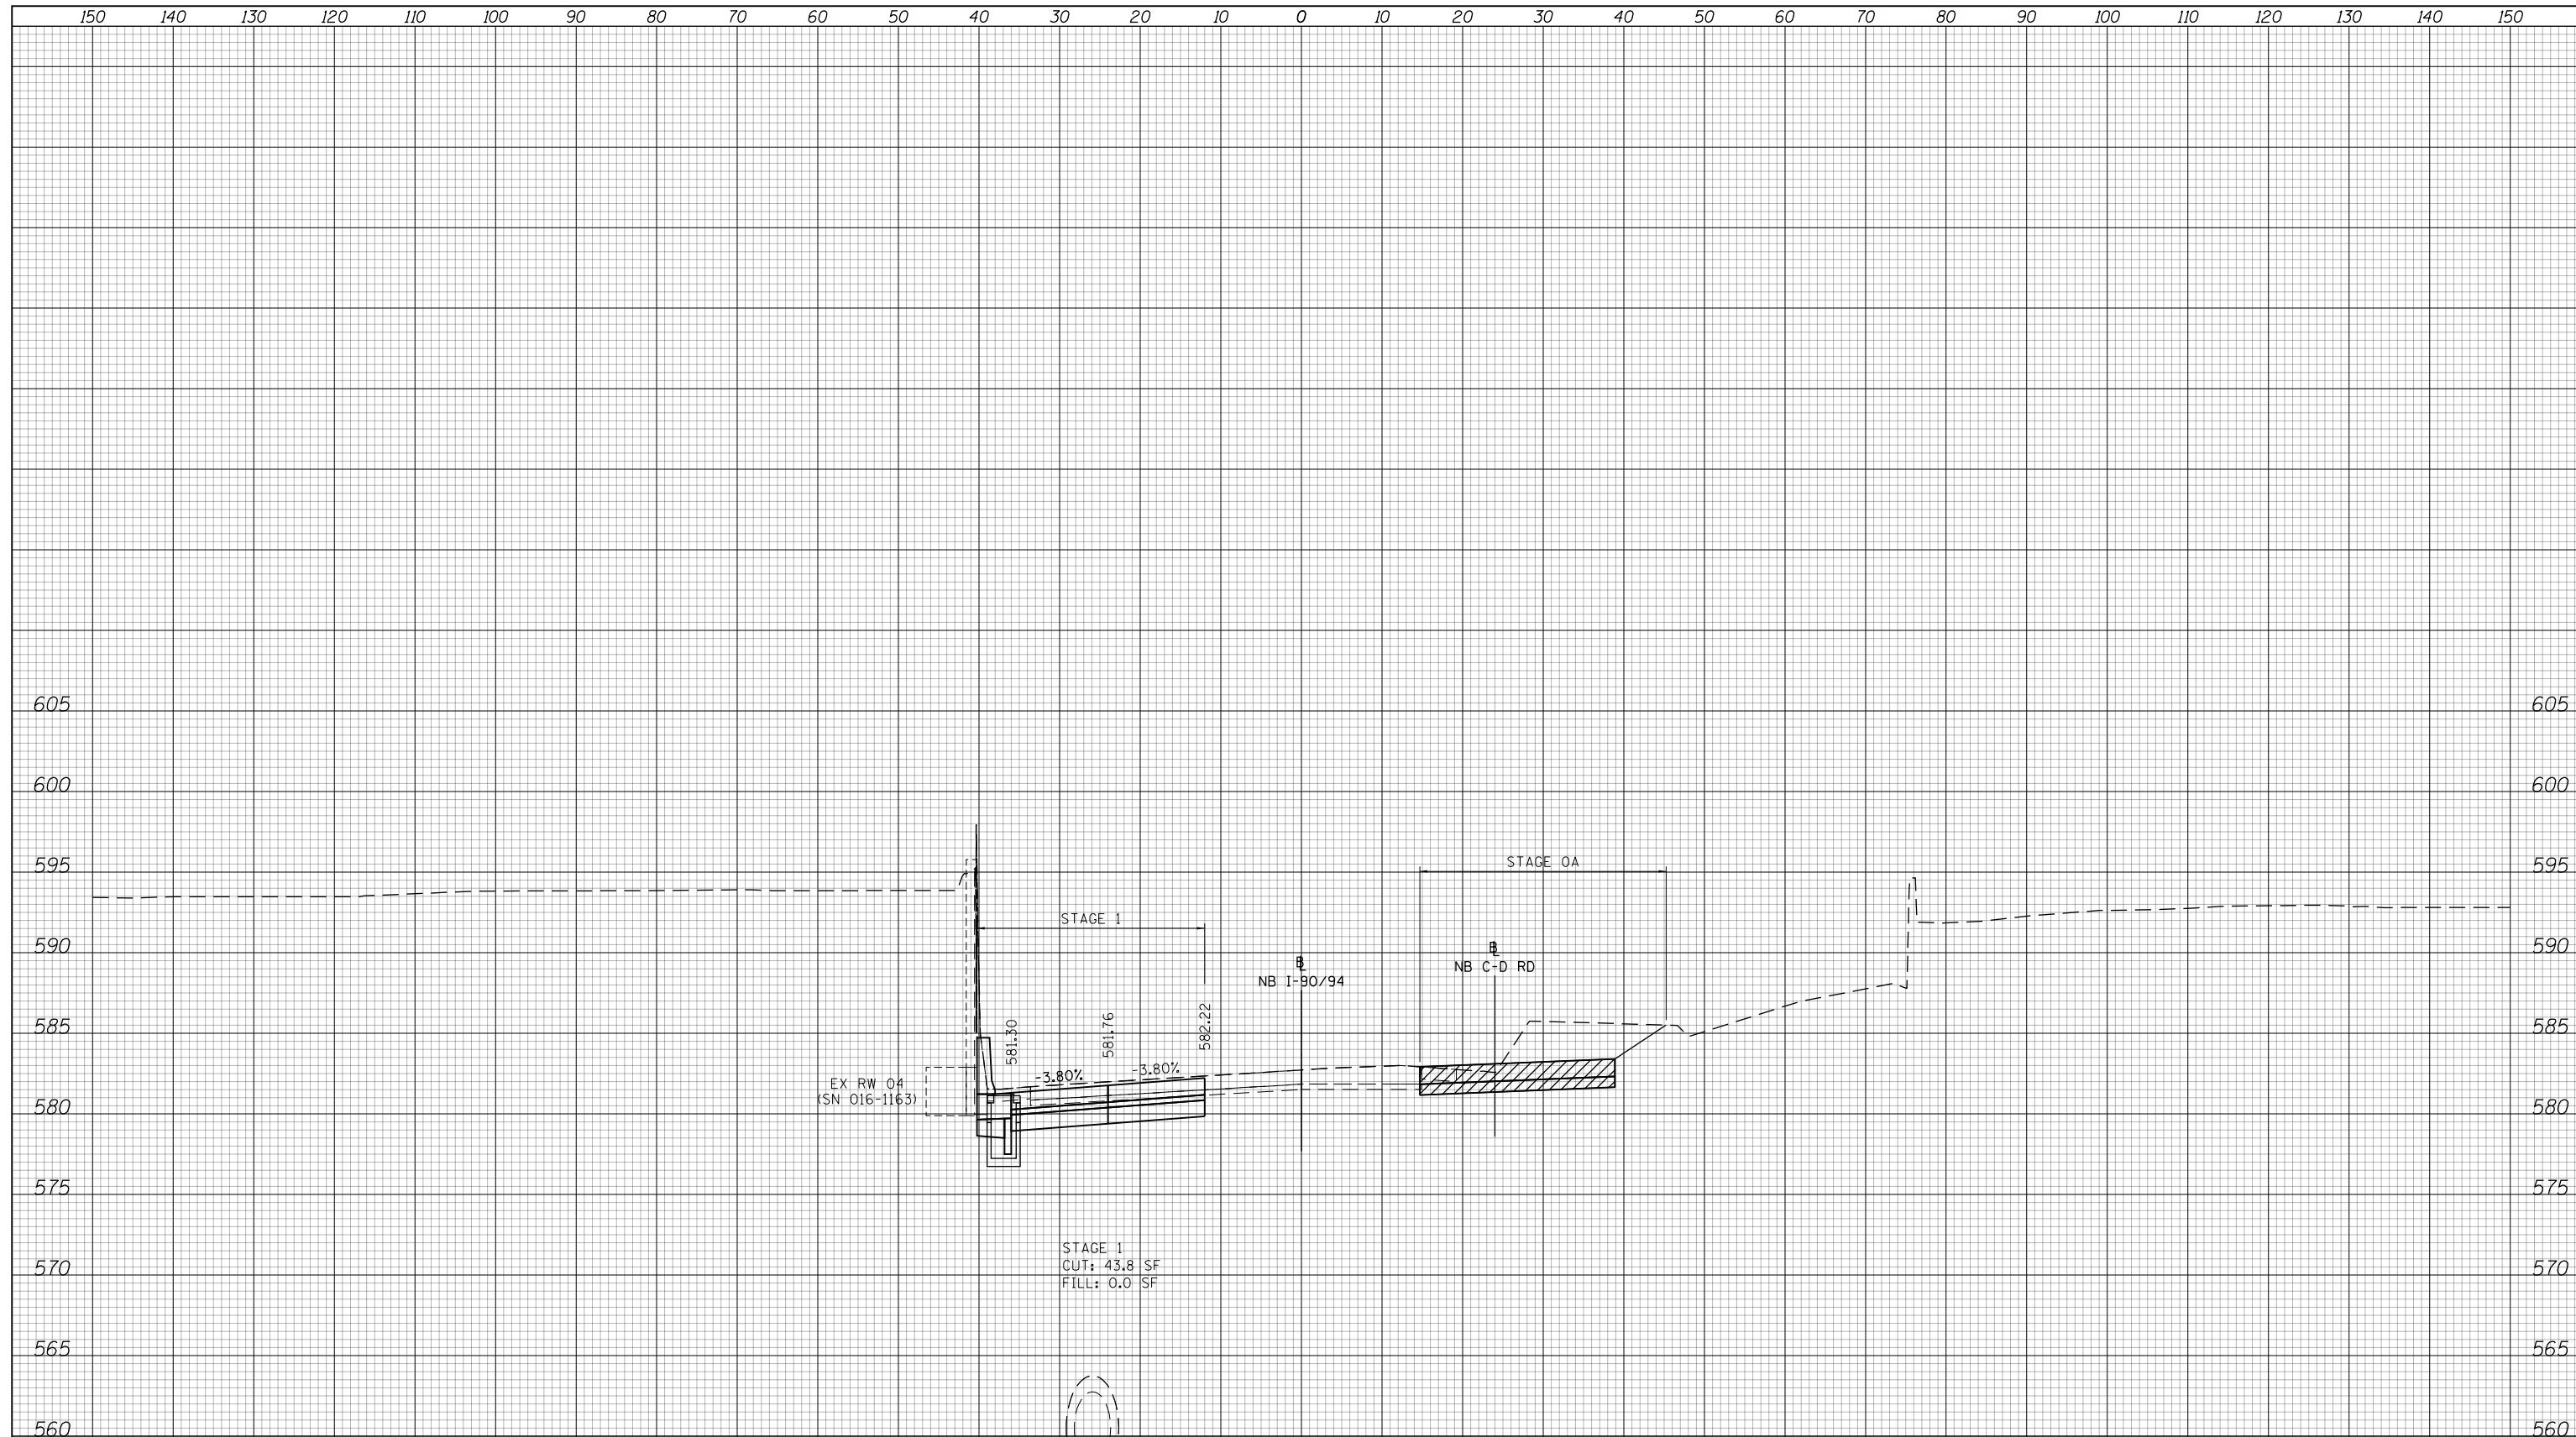 150 140 130 120 110 100 90 80 70 60 50 40 30 20 10 0 10 20 30 40 50 60 70 80 90 100 110 120 130 140 150
605 605
600 600
595 595
STAGE 0A
STAGE 1
590 590
BL
NB C-D RD
BL
NB I-90/94
585 585
581.30
581.76
582.22
-3.80%
-3.80%
EX RW 04
(SN 016-1163)
580 580
575 575
STAGE 1
CUT: 43.8 SF
FILL: 0.0 SF
570 570
565 565
560 560